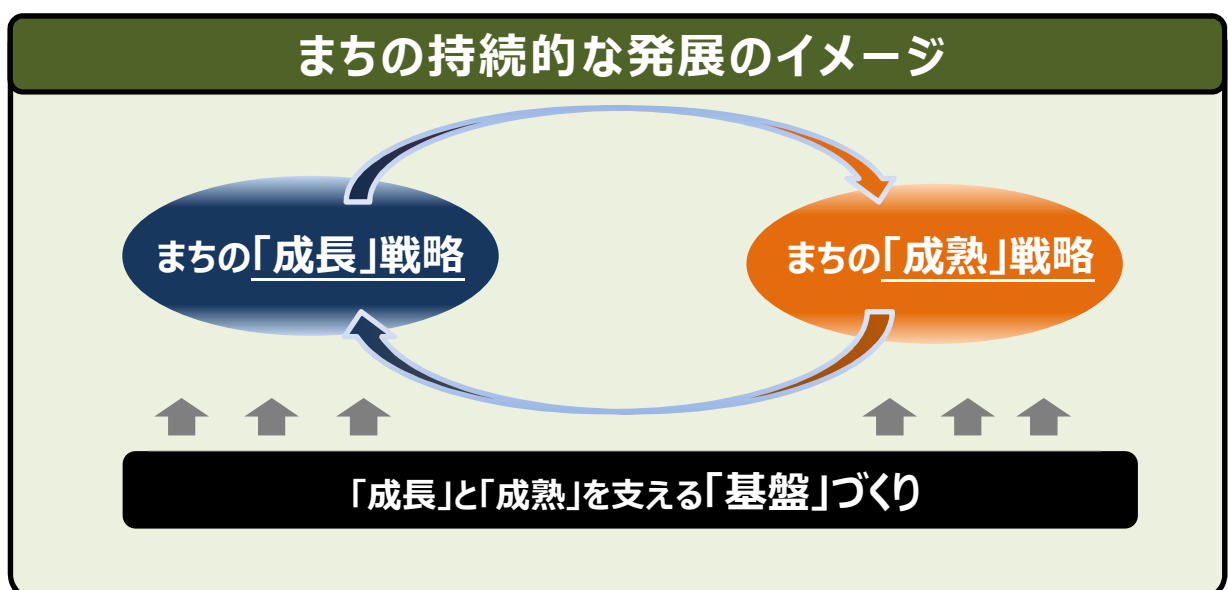 まちの持続的な発展のイメージ
まちの「成長」戦略
まちの「成熟」戦略
「成長」と「成熟」を支える「基盤」づくり